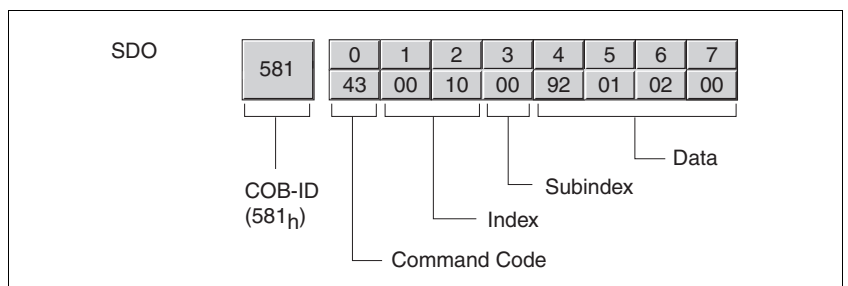 SDO
581
0 1 2 3 4 5 6 7
43 00 10 00 92 01 02 00
Data
COB-ID
(581h)
Subindex
Index
Command Code